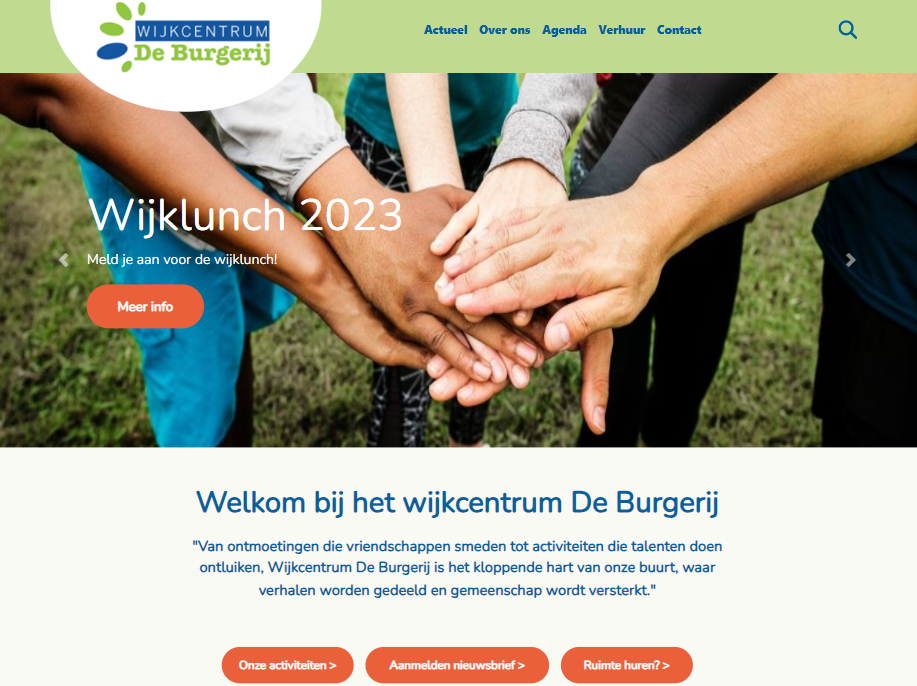 WIJKCENTRUM
De Burgerij
Actueel Over ons Agenda Verhuur Contact
Wijklunch 2023
Meld je aan voor de wijklunch!
Meer info
Welkom bij het wijkcentrum De Burgerij
"Van ontmoetingen die vriendschappen smeden tot activiteiten die talenten doen
ontluiken, Wijkcentrum De Burgerij is het kloppende hart van onze buurt, waar
verhalen worden gedeeld en gemeenschap wordt versterkt."
Onze activiteiten > Aanmelden nieuwsbrief > Ruimte huren? >